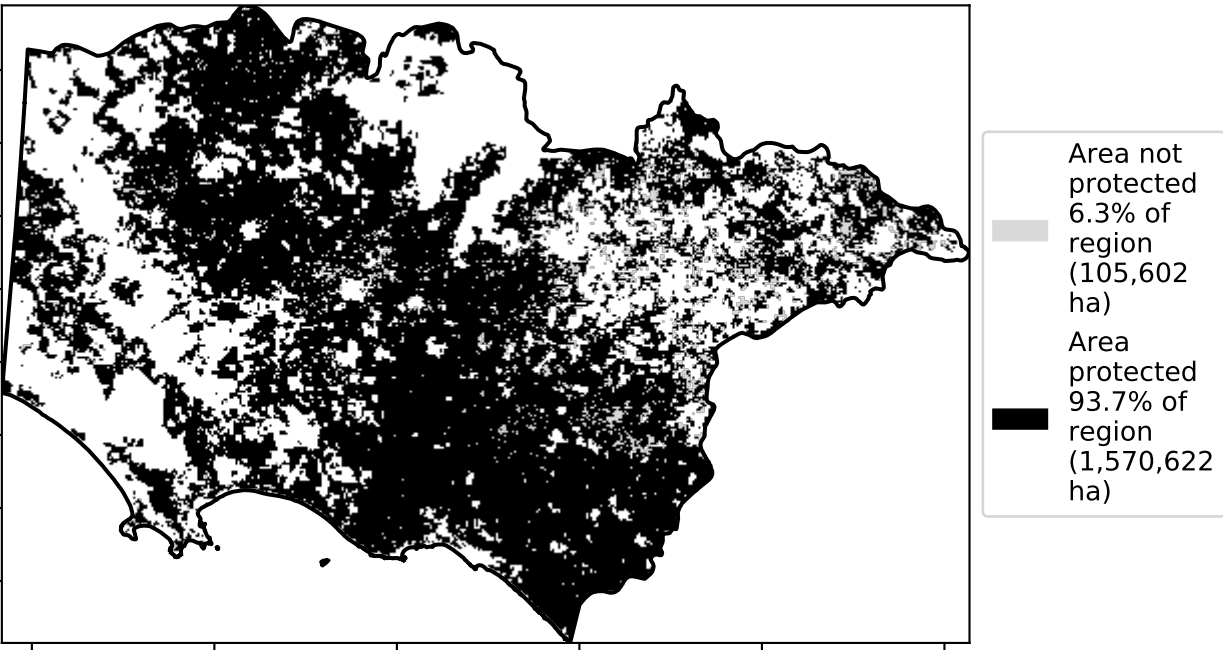 Area not
protected
6.3% of
region
(105,602
ha)
Area
protected
93.7% of
region
(1,570,622
ha)